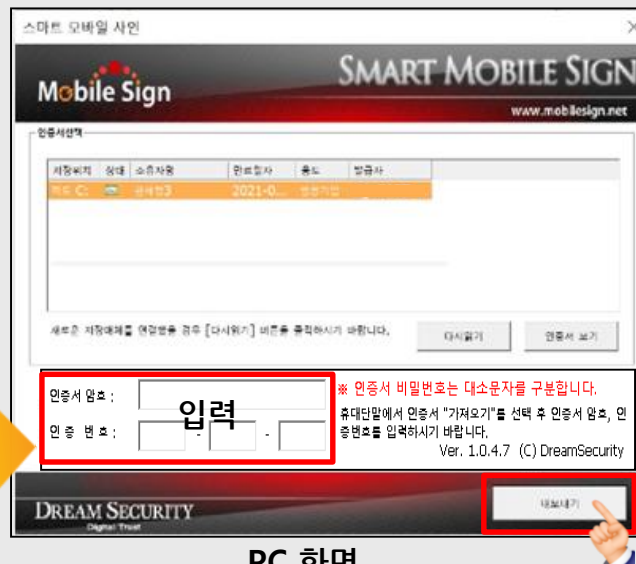 스마트 모바일 사인
Mobile Sign
SMART MOBILE SIGN
www.mobilesign.net
인증서선택
저장위치 상태 소유자명 만료일자 용도 발급자
C: 2021-0...
새로운 저장매체를 연결했을 경우 [다시읽기] 버튼을 클릭하시기 바랍니다.
다시읽기
인증서 보기
인증서 암호 :
입력
인 증 번 호 : - -
※ 인증서 비밀번호는 대소문자를 구분합니다.
휴대단말에서 인증서 "가져오기"를 선택 후 인증서 암호, 인
증번호를 입력하시기 바랍니다.
Ver. 1.0.4.7 (C) DreamSecurity
DREAM SECURITY
Digital Trust
내보내기
PC 화면